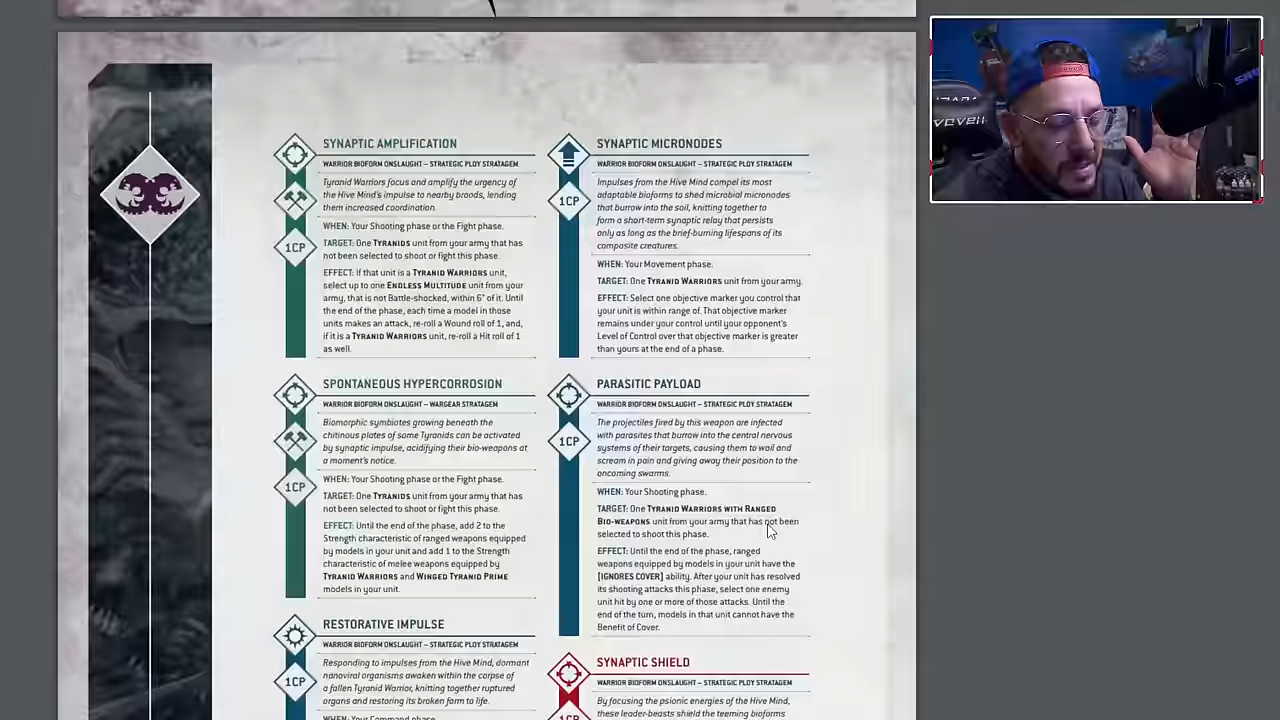 SYNAPTIC AMPLIFICATION
WARRIOR BIOFORM ONSLAUGHT – STRATEGIC PLOY STRATAGEM
Tyranid Warriors focus and amplify the urgency of
the Hive Mind's impulse to nearby broods, lending
them increased coordination.
WHEN: Your Shooting phase or the Fight phase.
1CP
TARGET: One TYRANIDS unit from your army that has
not been selected to shoot or fight this phase.
EFFECT: If that unit is a TYRANID WARRIORS unit,
select up to one ENDLESS MULTITUDE unit from your
army, that is not Battle-shocked, within 6" of it. Until
the end of the phase, each time a model in those
units makes an attack, re-roll a Wound roll of 1, and,
if it is a TYRANID WARRIORS unit, re-roll a Hit roll of 1
as well.
SPONTANEOUS HYPERCORROSION
WARRIOR BIOFORM ONSLAUGHT – WARGEAR STRATAGEM
Biomorphic symbiotes growing beneath the
chitinous plates of some Tyranids can be activated
by synaptic impulse, acidifying their bio-weapons at
a moment's notice.
WHEN: Your Shooting phase or the Fight phase.
1CP
TARGET: One TYRANIDS unit from your army that has
not been selected to shoot or fight this phase.
EFFECT: Until the end of the phase, add 2 to the
Strength characteristic of ranged weapons equipped
by models in your unit and add 1 to the Strength
characteristic of melee weapons equipped by
TYRANID WARRIORS and WINGED TYRANID PRIME
models in your unit.
RESTORATIVE IMPULSE
WARRIOR BIOFORM ONSLAUGHT – STRATEGIC PLOY STRATAGEM
Responding to impulses from the Hive Mind, dormant
1CP
nanoviral organisms awaken within the corpse of
a fallen Tyranid Warrior, knitting together ruptured
organs and restoring its broken form to life.
WHEN: Your Command phase.
SYNAPTIC MICRONODES
WARRIOR BIOFORM ONSLAUGHT – STRATEGIC PLOY STRATAGEM
Impulses from the Hive Mind compel its most
adaptable bioforms to shed microbial micronodes
1CP
that burrow into the soil, knitting together to
form a short-term synaptic relay that persists
only as long as the brief-burning lifespans of its
composite creatures.
WHEN: Your Movement phase.
TARGET: One TYRANID WARRIORS unit from your army.
EFFECT: Select one objective marker you control that
your unit is within range of. That objective marker
remains under your control until your opponent's
Level of Control over that objective marker is greater
than yours at the end of a phase.
PARASITIC PAYLOAD
WARRIOR BIOFORM ONSLAUGHT – STRATEGIC PLOY STRATAGEM
The projectiles fired by this weapon are infected
with parasites that burrow into the central nervous
1CP
systems of their targets, causing them to wail and
scream in pain and giving away their position to the
oncoming swarms.
WHEN: Your Shooting phase.
TARGET: One TYRANID WARRIORS WITH RANGED
BIO-WEAPONS unit from your army that has not been
selected to shoot this phase.
EFFECT: Until the end of the phase, ranged
weapons equipped by models in your unit have the
[IGNORES COVER] ability. After your unit has resolved
its shooting attacks this phase, select one enemy
unit hit by one or more of those attacks. Until the
end of the turn, models in that unit cannot have the
Benefit of Cover.
SYNAPTIC SHIELD
WARRIOR BIOFORM ONSLAUGHT – STRATEGIC PLOY STRATAGEM
By focusing the psionic energies of the Hive Mind,
1CP
these leader-beasts shield the teeming bioforms